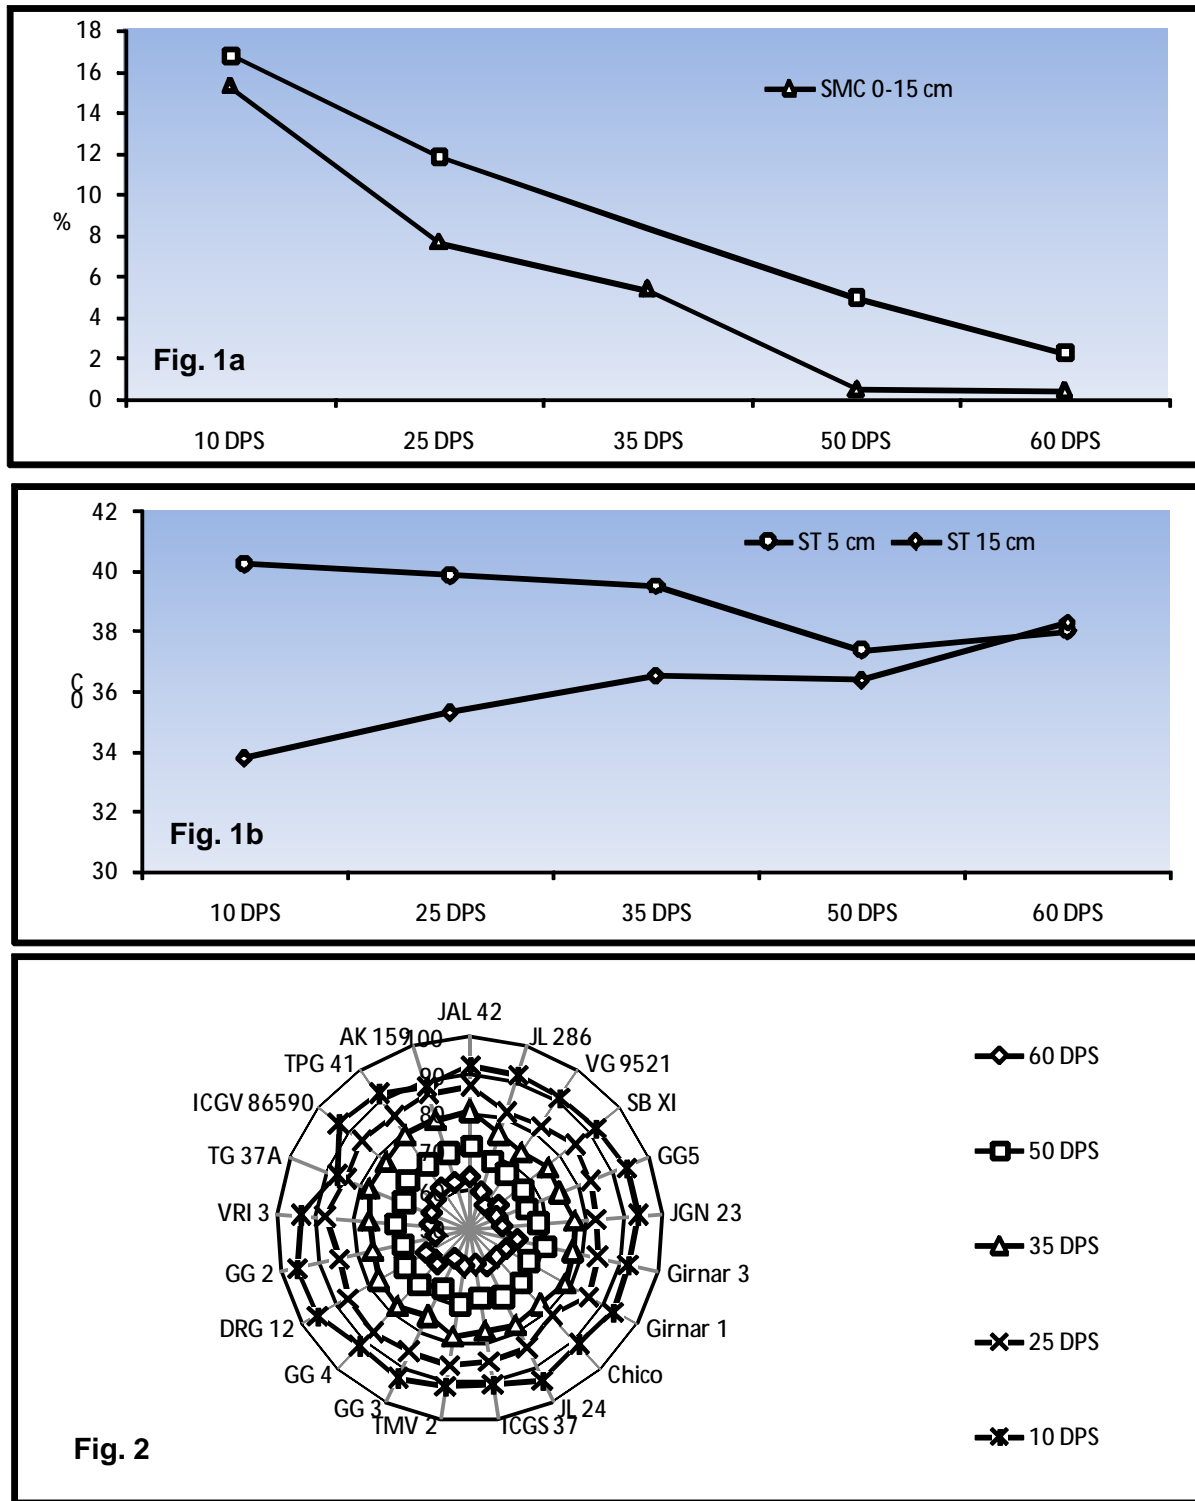 18
16
14
12
10
8
6
4
2
0
%
SMC 0-15 cm
Fig. 1a
10 DPS 25 DPS 35 DPS 50 DPS 60 DPS
42
40
38
36
34
32
30
0C
ST 5 cm ST 15 cm
Fig. 1b
10 DPS 25 DPS 35 DPS 50 DPS 60 DPS
JAL 42
JL 286
VG 9521
SB XI
GG5
JGN 23
Girnar 3
Girnar 1
Chico
JL 24
ICGS 37
TMV 2
GG 3
GG 4
DRG 12
GG 2
VRI 3
TG 37A
ICGV 86590
TPG 41
AK 159
100
90
80
70
60
60 DPS
50 DPS
35 DPS
25 DPS
10 DPS
Fig. 2